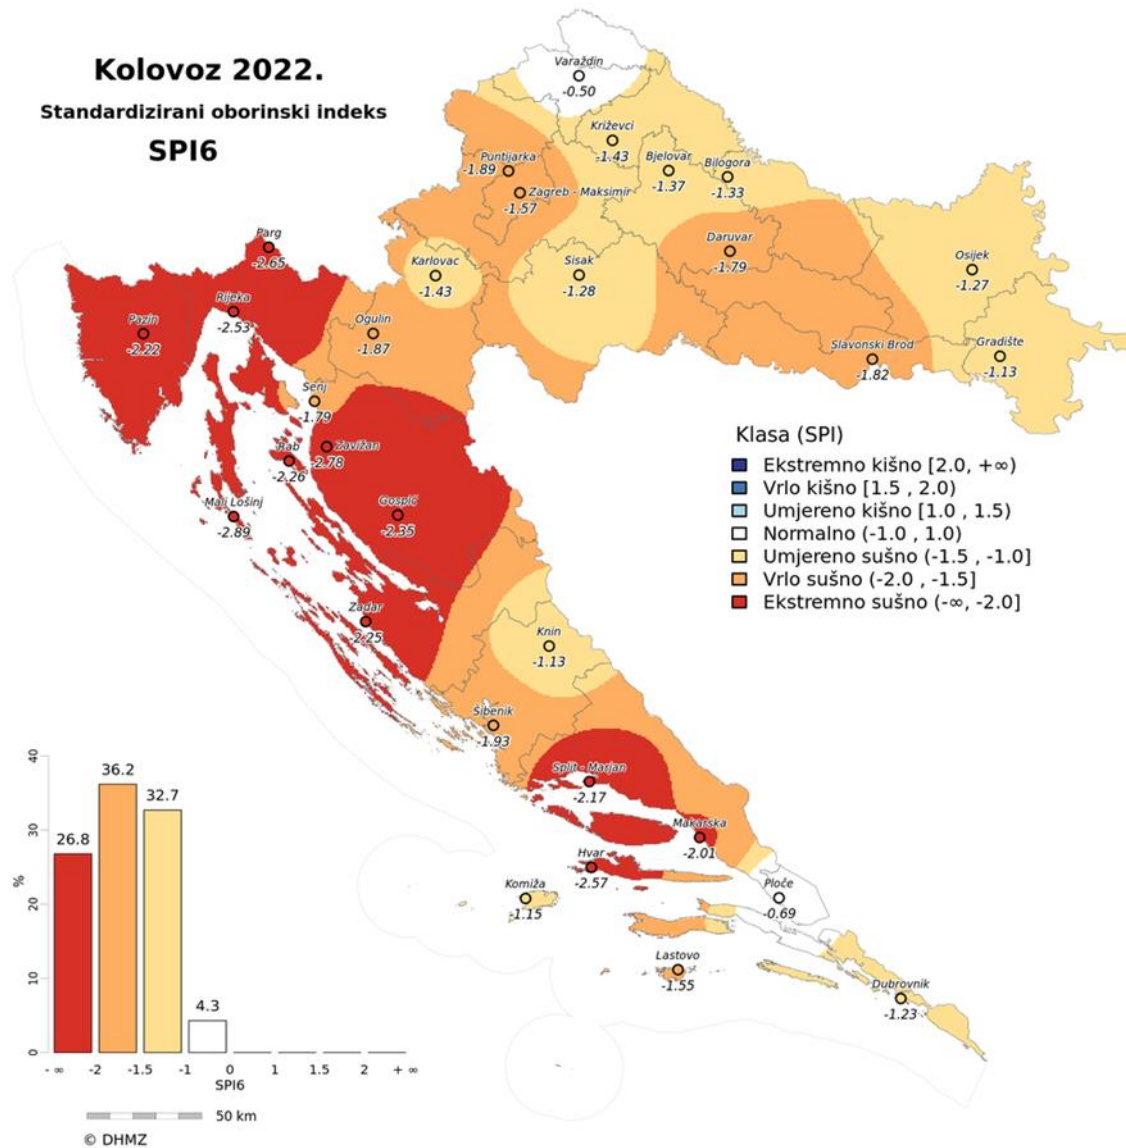 Kolovoz 2022.
Standardizirani oborinski indeks
SPI6
Varaždin
-0.50
Križevci
-1.43
Puntijarka
-1.89
Bjelovar
-1.37
Bilogora
-1.33
Zagreb - Maksimir
-1.57
Parg
-2.65
Karlovac
-1.43
Sisak
-1.28
Daruvar
-1.79
Osijek
-1.27
Rijeka
-2.53
Pazin
-2.22
Ogulin
-1.87
Slavonski Brod
-1.82
Gradište
-1.13
Senj
-1.79
Zavižan
-2.78
Rab
-2.26
Mali Lošinj
-2.89
Gospić
-2.35
Klasa (SPI)
Ekstremno kišno [2.0, +∞)
Vrlo kišno [1.5 , 2.0)
Umjereno kišno [1.0 , 1.5)
Normalno (-1.0 , 1.0)
Umjereno sušno (-1.5 , -1.0]
Vrlo sušno (-2.0 , -1.5]
Ekstremno sušno (-∞, -2.0]
Zadar
-2.25
Knin
-1.13
Šibenik
-1.93
Split - Marjan
-2.17
Makarska
-2.01
Hvar
-2.57
Komiža
-1.15
Ploče
-0.69
Lastovo
-1.55
Dubrovnik
-1.23
40
30
20
10
0
%
26.8
36.2
32.7
4.3
- ∞ -2 -1.5 -1 0 1 1.5 2 + ∞
SPI6
50 km
© DHMZ